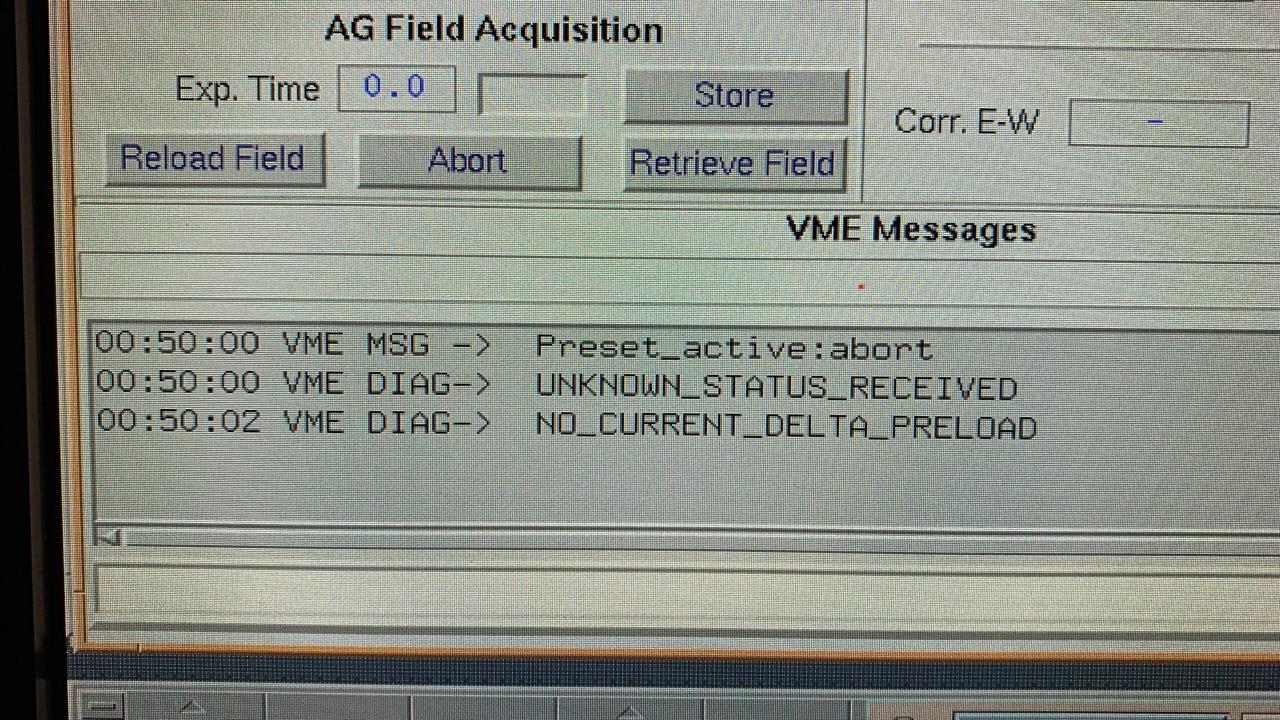 AG Field Acquisition
Exp. Time 0.0 Store
Corr. E-W –
Reload Field Abort Retrieve Field
VME Messages
00:50:00 VME MSG -> Preset_active:abort
00:50:00 VME DIAG-> UNKNOWN_STATUS_RECEIVED
00:50:02 VME DIAG-> NO_CURRENT_DELTA_PRELOAD